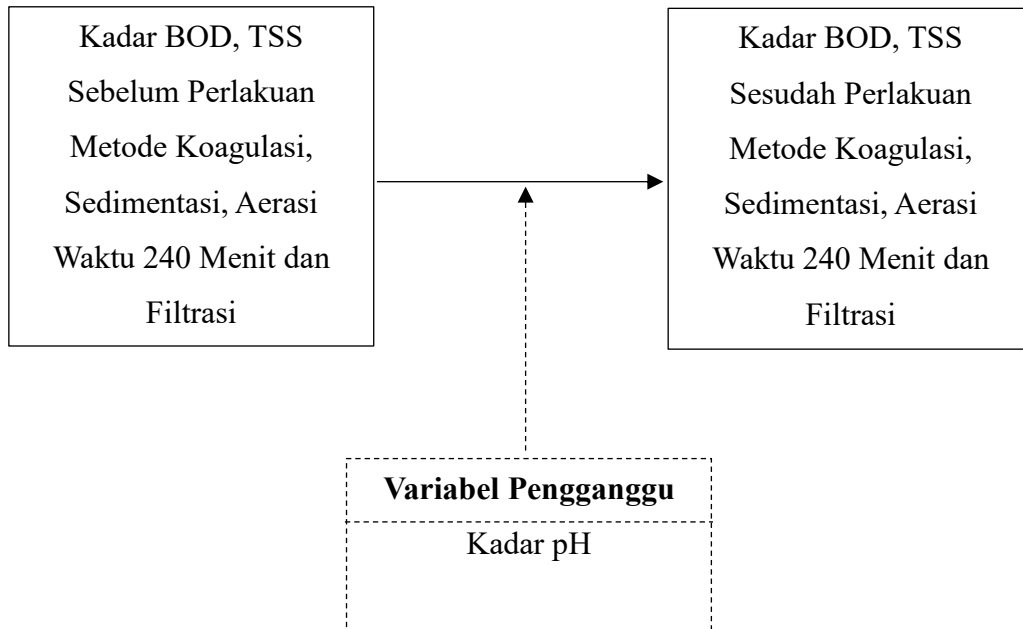 Kadar BOD, TSS
Sebelum Perlakuan
Metode Koagulasi,
Sedimentasi, Aerasi
Waktu 240 Menit dan
Filtrasi
Kadar BOD, TSS
Sesudah Perlakuan
Metode Koagulasi,
Sedimentasi, Aerasi
Waktu 240 Menit dan
Filtrasi
Variabel Pengganggu
Kadar pH